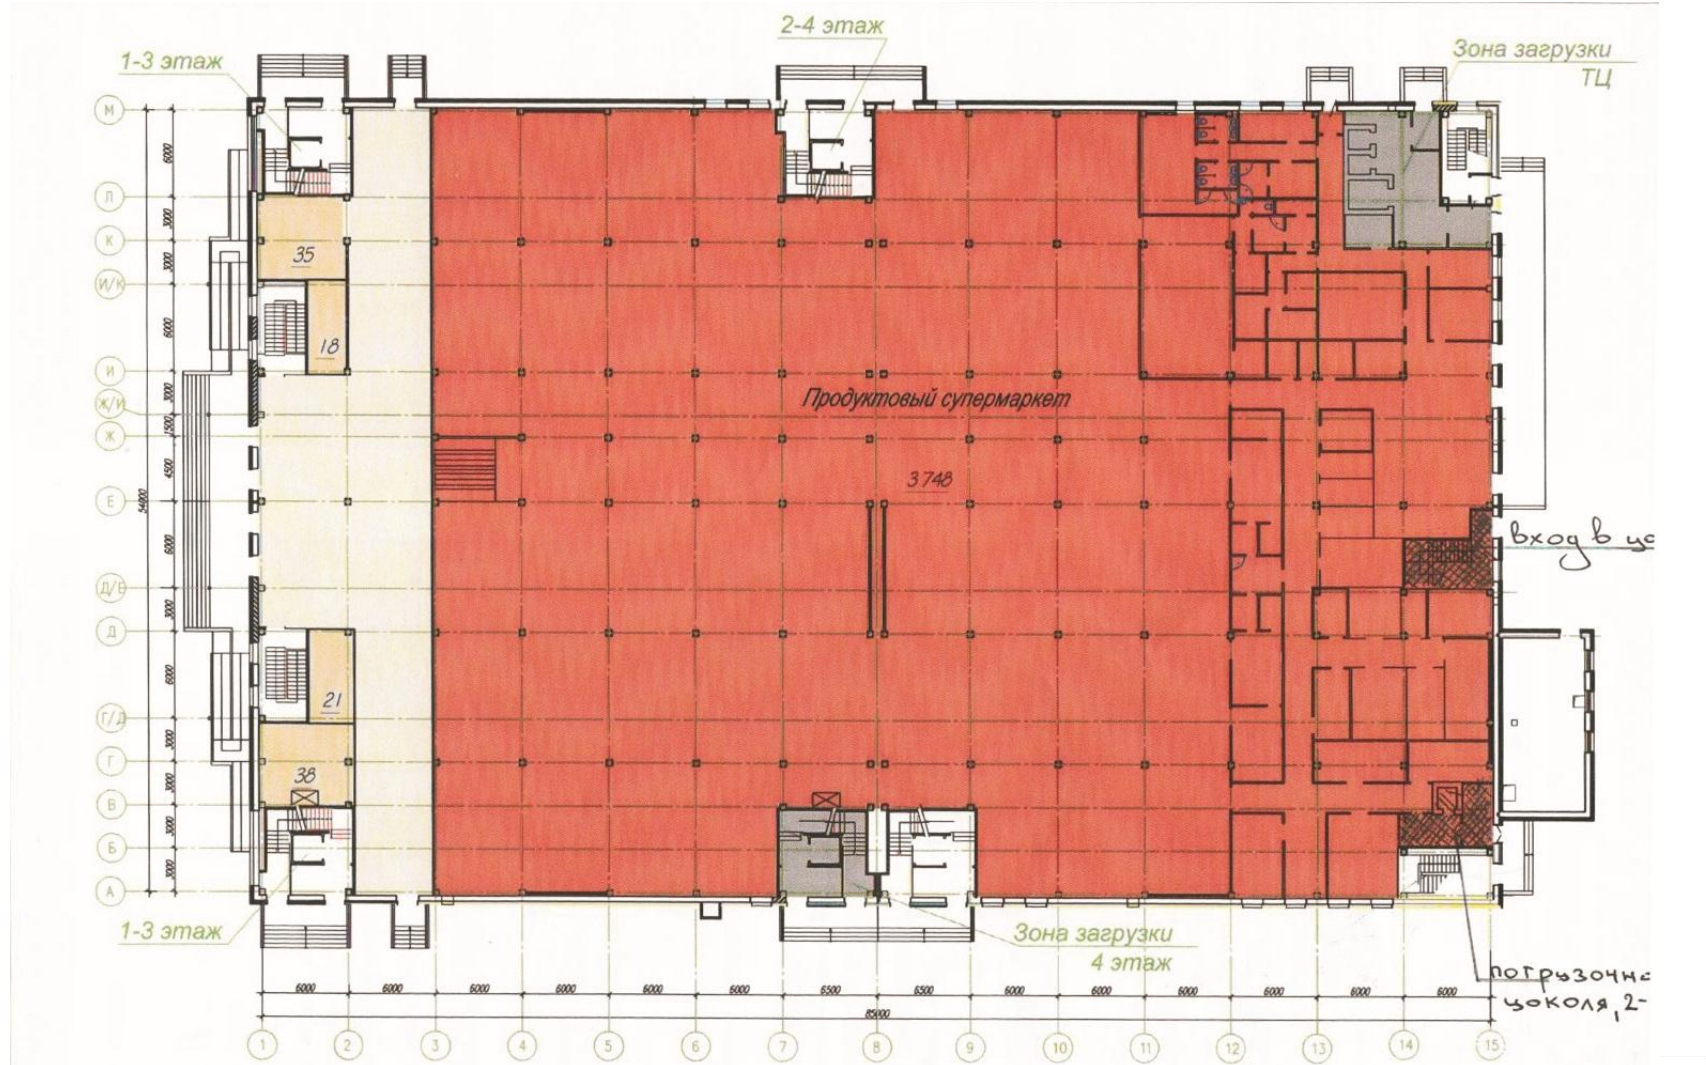 2-4 этаж
1-3 этаж
Зона загрузки
ТЦ
М
Л
К
И/К
И
Ж/И
Ж
Е
Д/Е
Д
Г/Д
Г
В
Б
А
6000
3000
3000
6000
3000
1500
4500
6000
3000
6000
3000
3000
3000
3000
54000
35
18
21
38
Продуктовый супермаркет
3 748
вход в цо
1-3 этаж
Зона загрузки
4 этаж
погрузочна
цоколя, 2-
6000 6000 6000 6000 6000 6000 6500 6500 6000 6000 6000 6000 6000 6000
85000
1 2 3 4 5 6 7 8 9 10 11 12 13 14 15